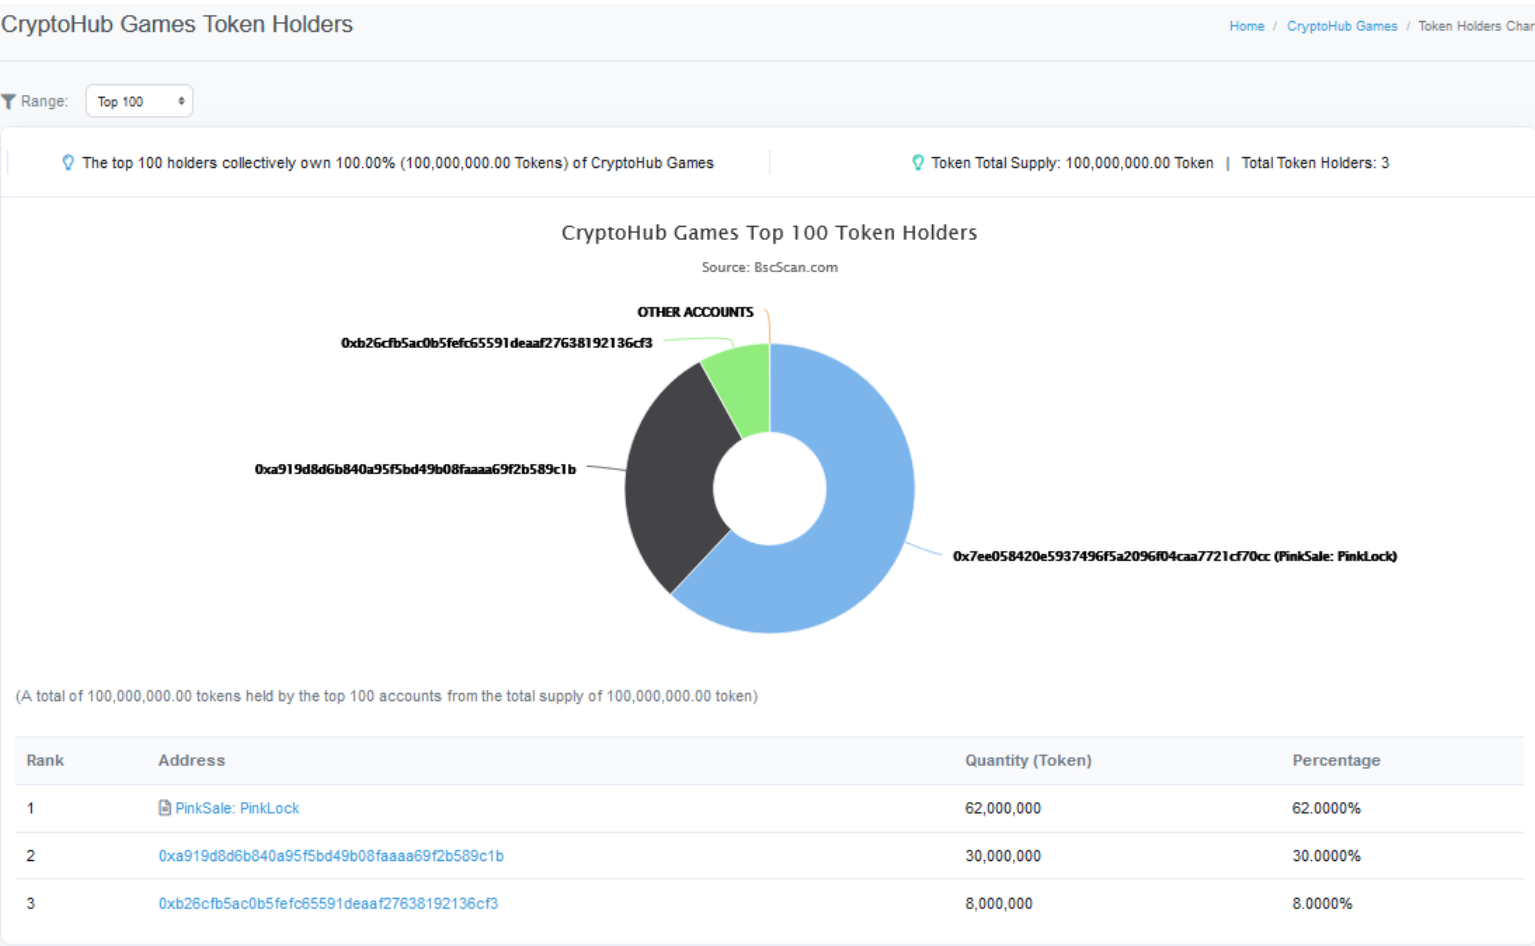 CryptoHub Games Token Holders
Home / CryptoHub Games / Token Holders Char
Range: Top 100
The top 100 holders collectively own 100.00% (100,000,000.00 Tokens) of CryptoHub Games
Token Total Supply: 100,000,000.00 Token | Total Token Holders: 3
CryptoHub Games Top 100 Token Holders
Source: BscScan.com
OTHER ACCOUNTS
0xb26cfb5ac0b5fefc65591deaaf27638192136cf3
0xa919d8d6b840a95f5bd49b08faaaa69f2b589c1b
0x7ee058420e5937496f5a2096f04caa7721cf70cc (PinkSale: PinkLock)
(A total of 100,000,000.00 tokens held by the top 100 accounts from the total supply of 100,000,000.00 token)
Rank Address Quantity (Token) Percentage
1 PinkSale: PinkLock 62,000,000 62.0000%
2 0xa919d8d6b840a95f5bd49b08faaaa69f2b589c1b 30,000,000 30.0000%
3 0xb26cfb5ac0b5fefc65591deaaf27638192136cf3 8,000,000 8.0000%